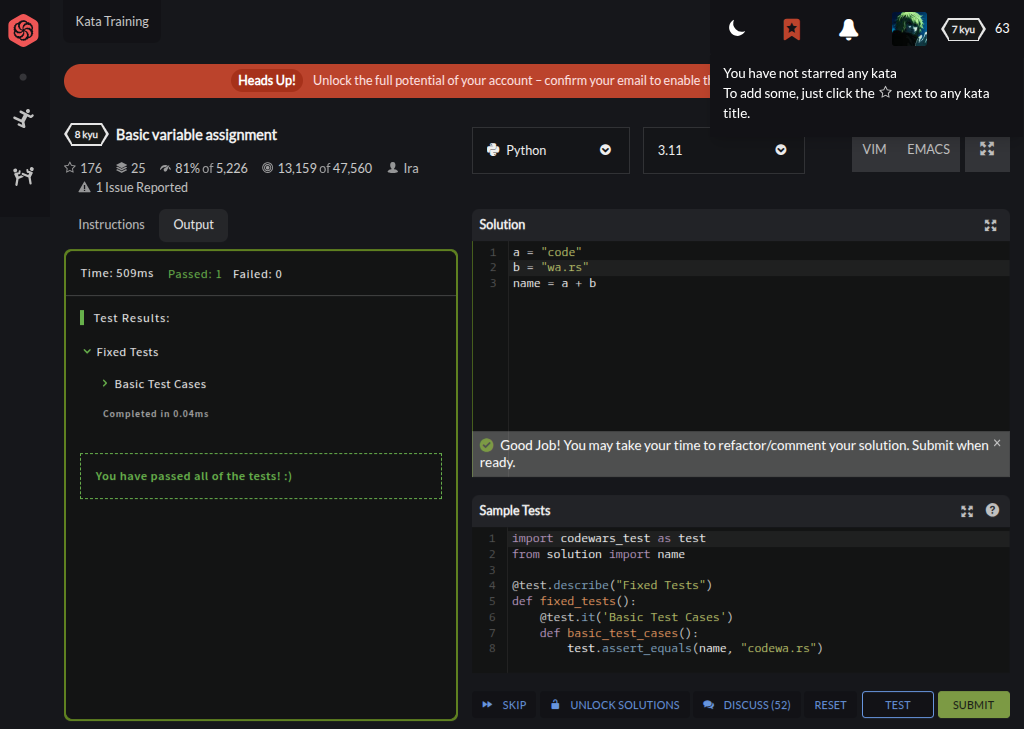 Kata Training
7 kyu
63
Heads Up! Unlock the full potential of your account – confirm your email to enable th
You have not starred any kata
To add some, just click the ☆ next to any kata
title.
8 kyu Basic variable assignment
176 25 81% of 5,226 13,159 of 47,560 Ira
1 Issue Reported
Python
3.11
VIM EMACS
Instructions Output
Time: 509ms Passed: 1 Failed: 0
Test Results:
Fixed Tests
Basic Test Cases
Completed in 0.04ms
You have passed all of the tests! :)
Solution
1 a = "code"
2 b = "wa.rs"
3 name = a + b
Good Job! You may take your time to refactor/comment your solution. Submit when ×
ready.
Sample Tests
1 import codewars_test as test
2 from solution import name
3
4 @test.describe("Fixed Tests")
5 def fixed_tests():
6     @test.it('Basic Test Cases')
7     def basic_test_cases():
8         test.assert_equals(name, "codewa.rs")
SKIP UNLOCK SOLUTIONS DISCUSS (52) RESET TEST SUBMIT